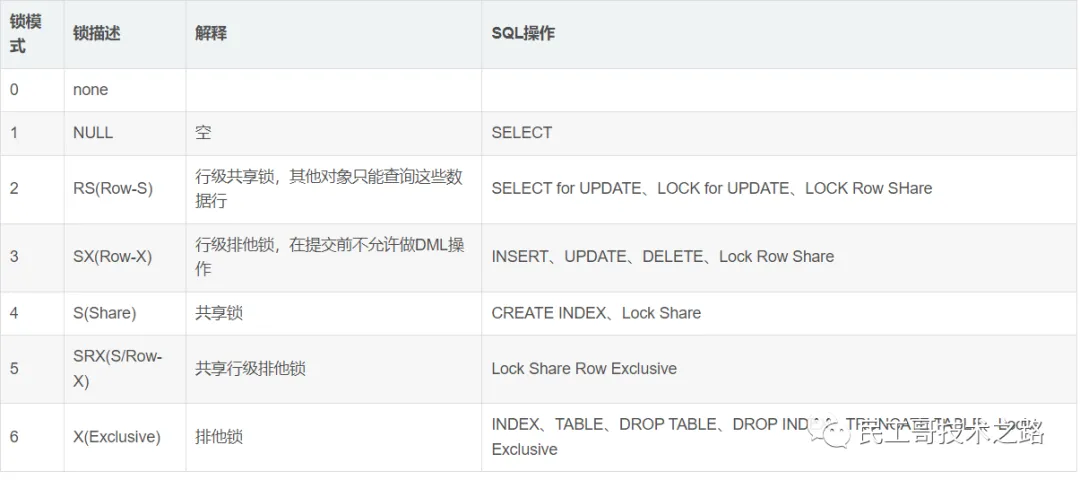 锁模
式
锁描述
解释
SQL操作
0
none
1
NULL
空
SELECT
2
RS(Row-S)
行级共享锁，其他对象只能查询这些数
据行
SELECT for UPDATE、LOCK for UPDATE、LOCK Row SHare
3
SX(Row-X)
行级排他锁，在提交前不允许做DML操
作
INSERT、UPDATE、DELETE、Lock Row Share
4
S(Share)
共享锁
CREATE INDEX、Lock Share
5
SRX(S/Row-
X)
共享行级排他锁
Lock Share Row Exclusive
6
X(Exclusive)
排他锁
INDEX、TABLE、DROP TABLE、DROP
Exclusive
民工哥技术之路